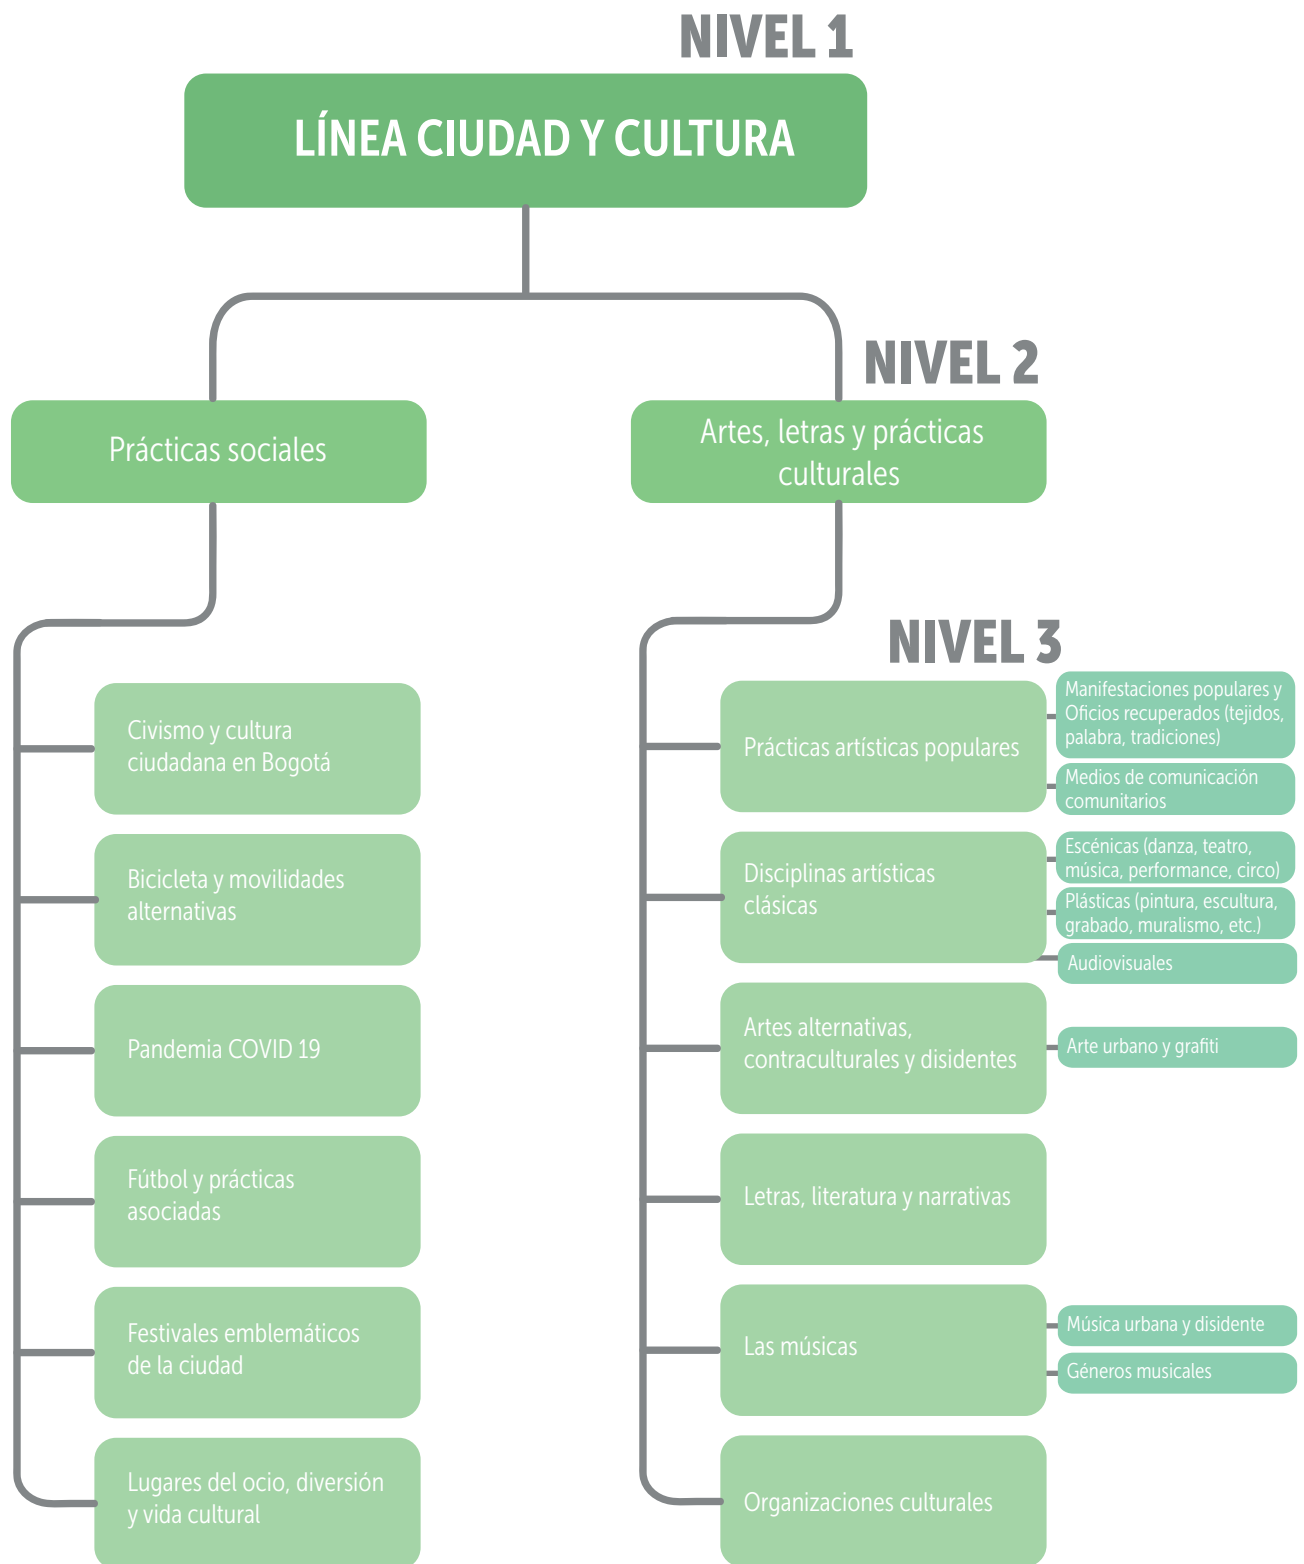 NIVEL 1
LÍNEA CIUDAD Y CULTURA
NIVEL 2
Prácticas sociales
Artes, letras y prácticas
culturales
Civismo y cultura
ciudadana en Bogotá
Bicicleta y movilidades
alternativas
Pandemia COVID 19
Fútbol y prácticas
asociadas
Festivales emblemáticos
de la ciudad
Lugares del ocio, diversión
y vida cultural
NIVEL 3
Prácticas artísticas populares
Manifestaciones populares y
Oficios recuperados (tejidos,
palabra, tradiciones)
Medios de comunicación
comunitarios
Disciplinas artísticas
clásicas
Escénicas (danza, teatro,
música, performance, circo)
Plásticas (pintura, escultura,
grabado, muralismo, etc.)
Audiovisuales
Artes alternativas,
contraculturales y disidentes
Arte urbano y grafiti
Letras, literatura y narrativas
Las músicas
Música urbana y disidente
Géneros musicales
Organizaciones culturales